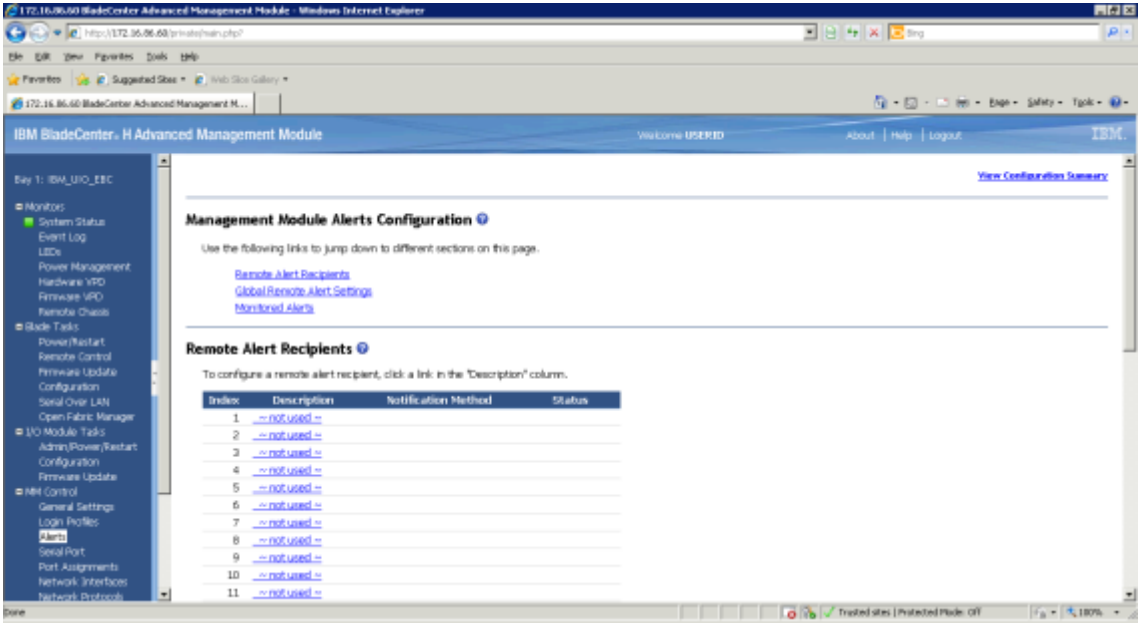 172.16.86.60 BladeCenter Advanced Management Module - Windows Internet Explorer
http://172.16.86.60/private/main.php?
Bing
File Edit View Favorites Tools Help
Favorites Suggested Sites Web Slice Gallery
172.16.86.60 BladeCenter Advanced Management M...
Page Safety Tools
IBM BladeCenter® H Advanced Management Module
Welcome USERID
About | Help | Logout
IBM.
Bay 1: IBM_UIO_EBC
Monitors
System Status
Event Log
LEDs
Power Management
Hardware VPD
Firmware VPD
Remote Chassis
Blade Tasks
Power/Restart
Remote Control
Firmware Update
Configuration
Serial Over LAN
Open Fabric Manager
I/O Module Tasks
Admin/Power/Restart
Configuration
Firmware Update
MM Control
General Settings
Login Profiles
Alerts
Serial Port
Port Assignments
Network Interfaces
Network Protocols
View Configuration Summary
Management Module Alerts Configuration
Use the following links to jump down to different sections on this page.
Remote Alert Recipients
Global Remote Alert Settings
Monitored Alerts
Remote Alert Recipients
To configure a remote alert recipient, click a link in the "Description" column.
Index Description Notification Method Status
1 ~ not used ~
2 ~ not used ~
3 ~ not used ~
4 ~ not used ~
5 ~ not used ~
6 ~ not used ~
7 ~ not used ~
8 ~ not used ~
9 ~ not used ~
10 ~ not used ~
11 ~ not used ~
Done
Trusted sites | Protected Mode: Off
100%